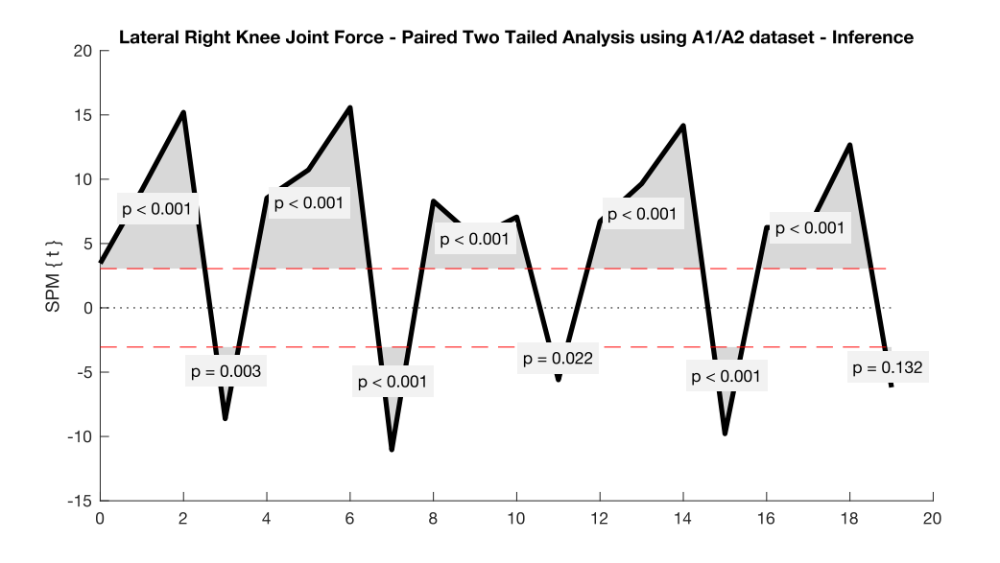 Lateral Right Knee Joint Force - Paired Two Tailed Analysis using A1/A2 dataset - Inference
SPM { t }
20
15
10
5
0
-5
-10
-15
p < 0.001
p < 0.001
p < 0.001
p < 0.001
p < 0.001
p = 0.003
p < 0.001
p = 0.022
p < 0.001
p = 0.132
0 2 4 6 8 10 12 14 16 18 20